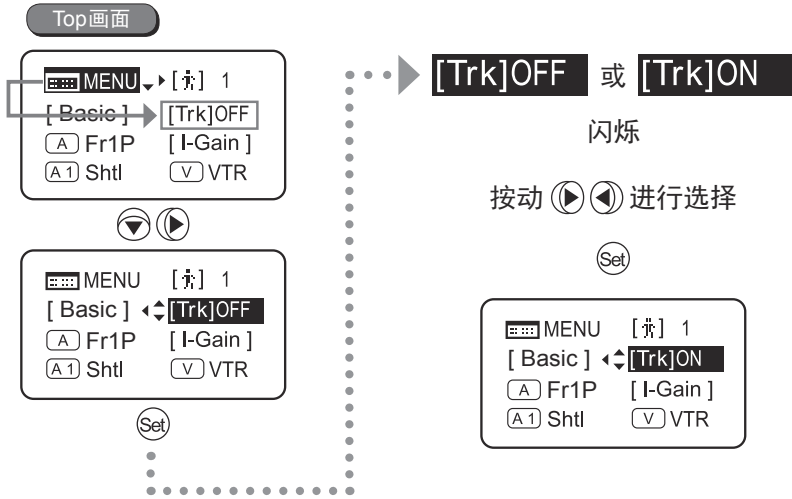 Top画面
MENU [ ] 1
[ Basic ] [Trk]OFF
A Fr1P [ I-Gain ]
A1 Shtl V VTR
MENU [ ] 1
[ Basic ] [Trk]OFF
A Fr1P [ I-Gain ]
A1 Shtl V VTR
Set
[Trk]OFF 或 [Trk]ON
闪烁
按动 进行选择
Set
MENU [ ] 1
[ Basic ] [Trk]ON
A Fr1P [ I-Gain ]
A1 Shtl V VTR